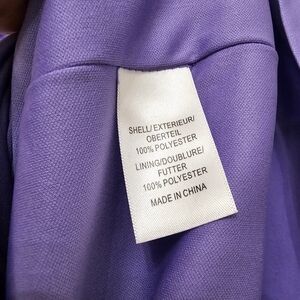 SHELL/EXTERIEUR/
OBERTEIL
100% POLYESTER
LINING/DOUBLURE/
FUTTER
100% POLYESTER
MADE IN CHINA